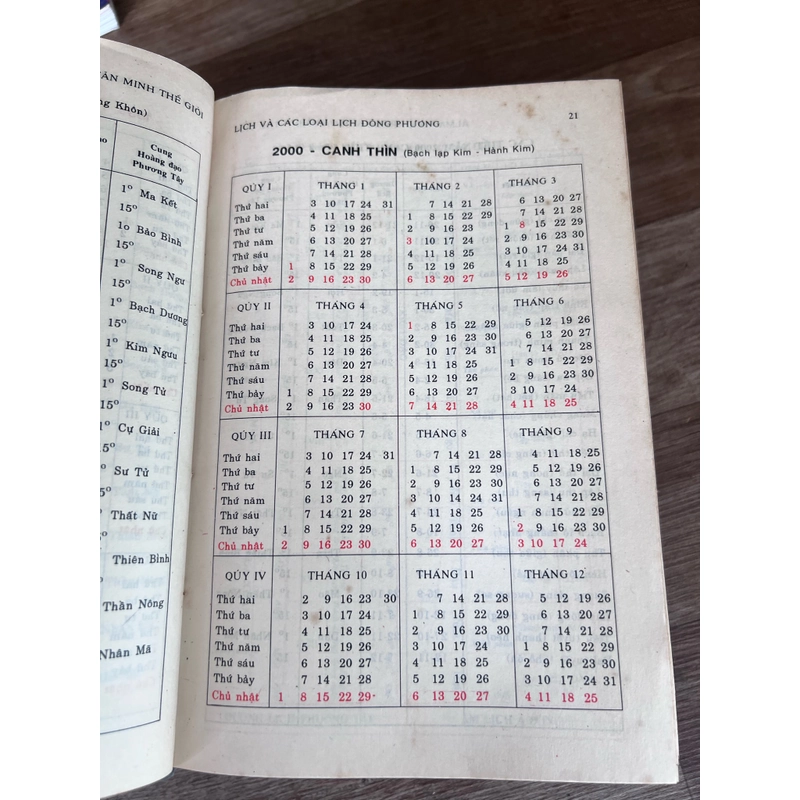 VĂN MINH THẾ GIỚI
Khôn)
Cung
Hoàng đạo
Phương Tây
1° Ma Kết
15°
1o Bảo Bình
15°
1° Song Ngư
15°
1° Bạch Dương
15°
1° Kim Ngưu
15°
1° Song Tử
15°
1° Cự Giải
5°
Sư Tử
5°
Thất Nữ
Thiên Bình
Thần Nông
Nhân Mã
LỊCH VÀ CÁC LOẠI LỊCH ĐÔNG PHƯƠNG 21
2000 - CANH THÌN (Bạch lạp Kim - Hành Kim)
QÚY I THÁNG 1 THÁNG 2 THÁNG 3
Thứ hai 3 10 17 24 31 7 14 21 28 6 13 20 27
Thứ ba 4 11 18 25 1 8 15 22 29 7 14 21 28
Thứ tư 5 12 19 26 2 9 16 23 1 8 15 22 29
Thứ năm 6 13 20 27 3 10 17 24 2 9 16 23 30
Thứ sáu 7 14 21 28 4 11 18 25 3 10 17 24 31
Thứ bảy 1 8 15 22 29 5 12 19 26 4 11 18 25
Chủ nhật 2 9 16 23 30 6 13 20 27 5 12 19 26
QÚY II THÁNG 4 THÁNG 5 THÁNG 6
Thứ hai 3 10 17 24 1 8 15 22 29 5 12 19 26
Thứ ba 4 11 18 25 2 9 16 23 30 6 13 20 27
Thứ tư 5 12 19 26 3 10 17 24 31 7 14 21 28
Thứ năm 6 13 20 27 4 11 18 25 1 8 15 22 29
Thứ sáu 7 14 21 28 5 12 19 26 2 9 16 23 30
Thứ bảy 1 8 15 22 29 6 13 20 27 3 10 17 24
Chủ nhật 2 9 16 23 30 7 14 21 28 4 11 18 25
QÚY III THÁNG 7 THÁNG 8 THÁNG 9
Thứ hai 3 10 17 24 31 7 14 21 28 4 11 18 25
Thứ ba 4 11 18 25 1 8 15 22 29 5 12 19 26
Thứ tư 5 12 19 26 2 9 16 23 30 6 13 20 27
Thứ năm 6 13 20 27 3 10 17 24 31 7 14 21 28
Thứ sáu 7 14 21 28 4 11 18 25 1 8 15 22 29
Thứ bảy 1 8 15 22 29 5 12 19 26 2 9 16 23 30
Chủ nhật 2 9 16 23 30 6 13 20 27 3 10 17 24
QÚY IV THÁNG 10 THÁNG 11 THÁNG 12
Thứ hai 2 9 16 23 30 7 14 21 28 5 12 19 26
Thứ ba 3 10 17 24 1 8 15 22 29 6 13 20 27
Thứ tư 4 11 18 25 2 9 16 23 30 7 14 21 28
Thứ năm 5 12 19 26 3 10 17 24 1 8 15 22 29
Thứ sáu 6 13 20 27 4 11 18 25 2 9 16 23 30
Thứ bảy 7 14 21 28 5 12 19 26 3 10 17 24 31
Chủ nhật 1 8 15 22 29 6 13 20 27 4 11 18 25